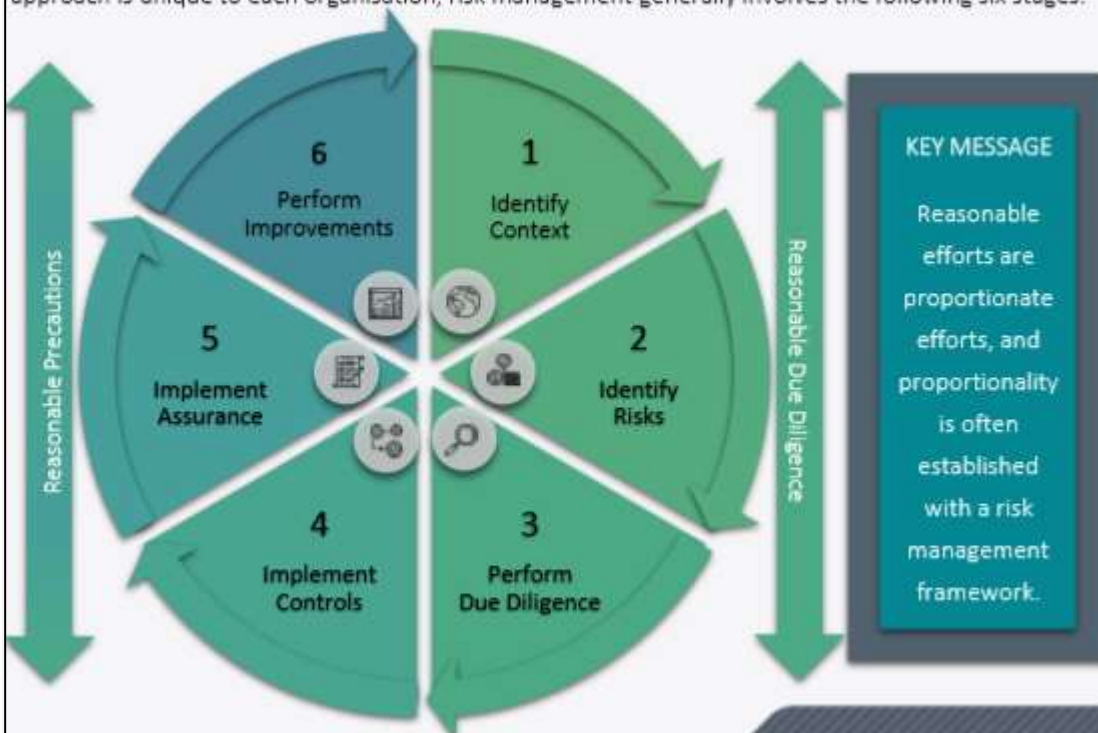 approach is unique to each organisation, risk management generally involves the following six stages:
Reasonable Precautions
6
Perform
Improvements
1
Identify
Context
5
Implement
Assurance
2
Identify
Risks
4
Implement
Controls
3
Perform
Due Diligence
Reasonable Due Diligence
KEY MESSAGE
Reasonable
efforts are
proportionate
efforts, and
proportionality
is often
established
with a risk
management
framework.